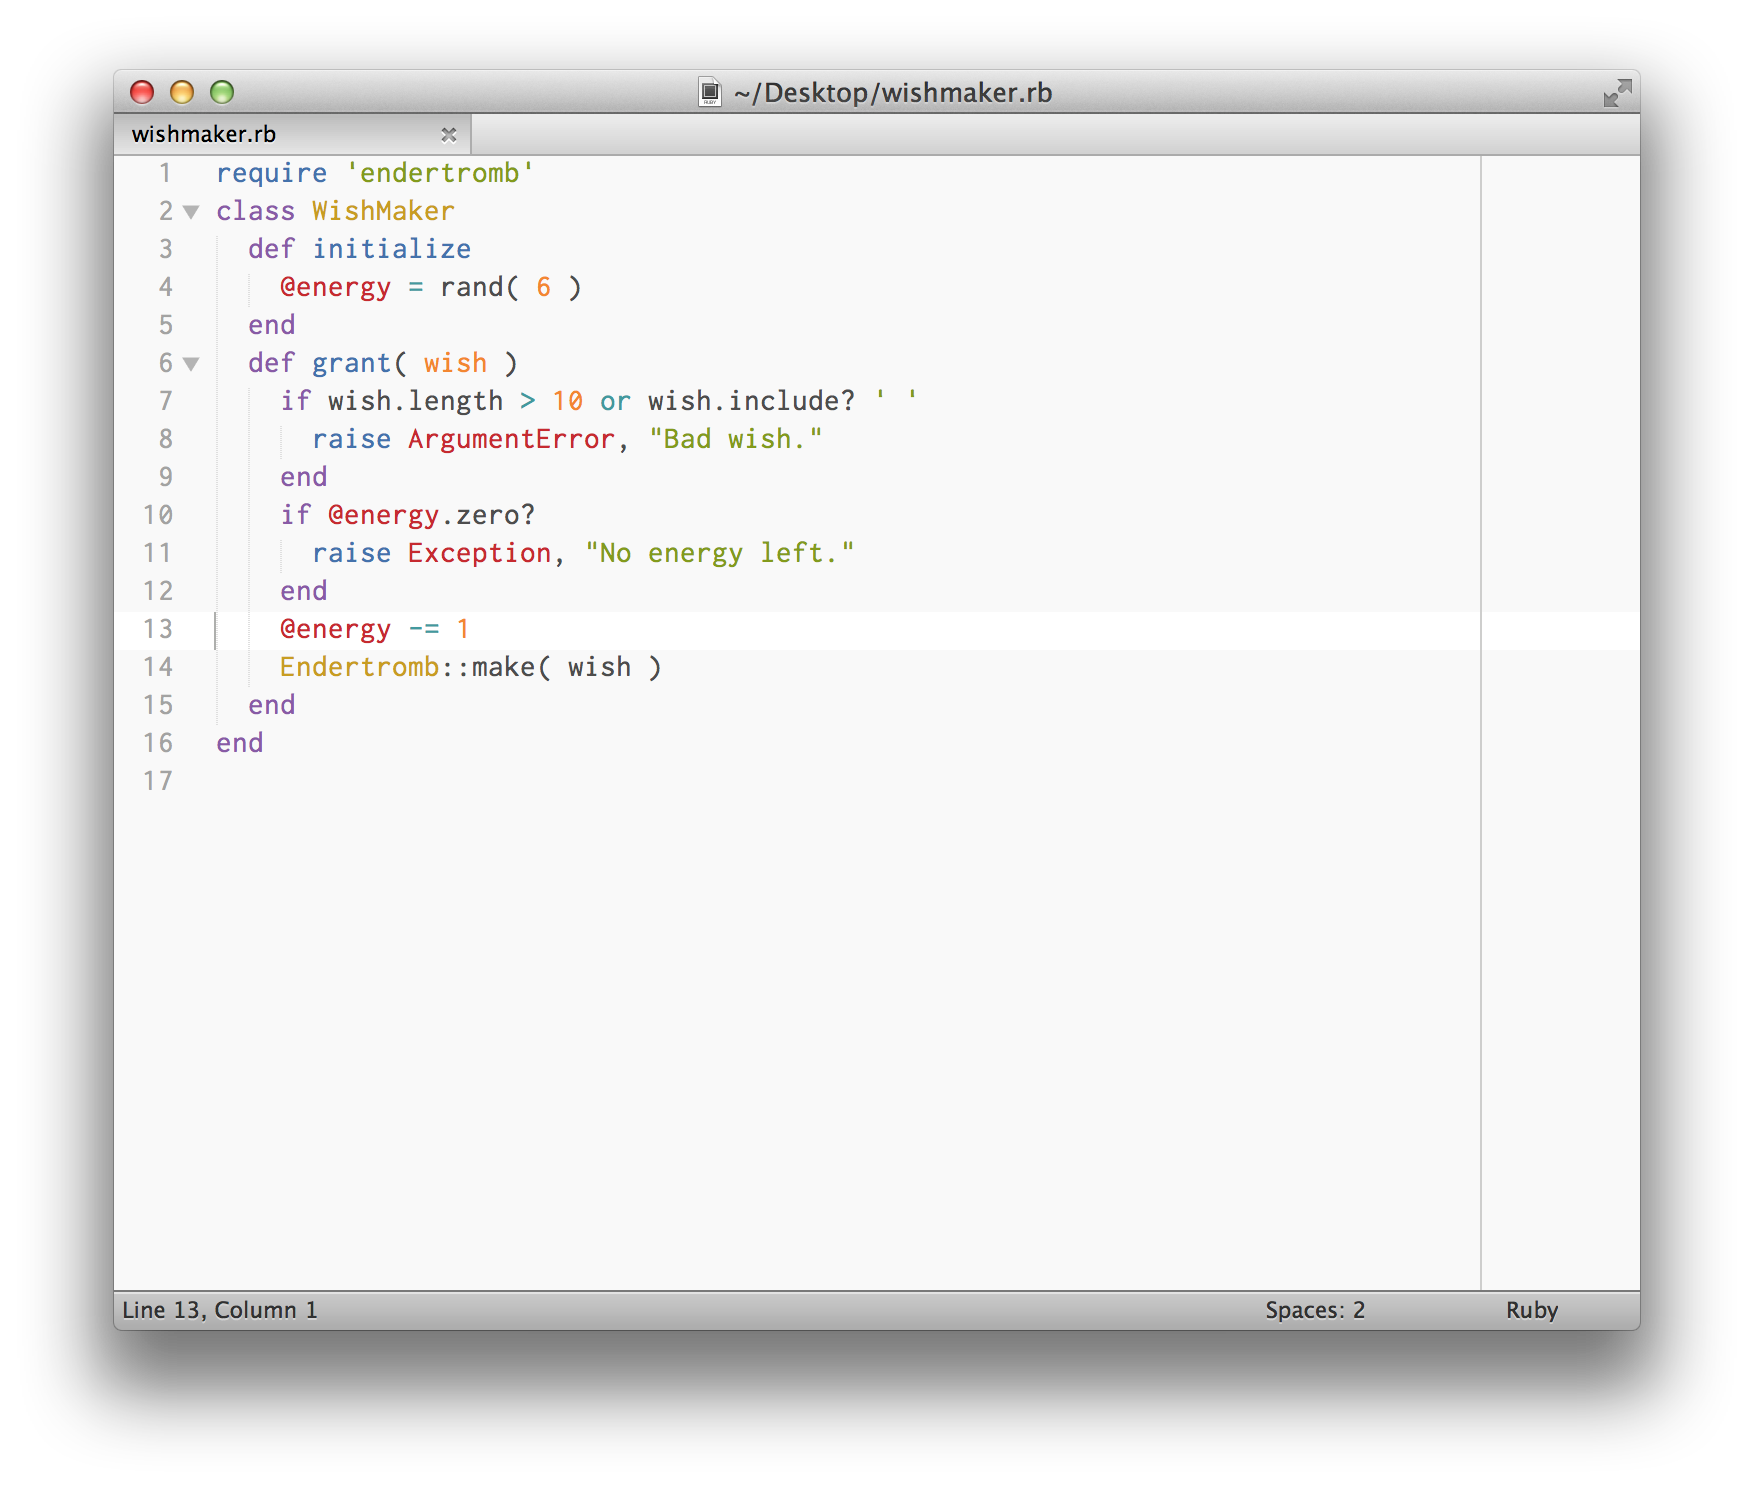 ~/Desktop/wishmaker.rb
wishmaker.rb
1 require 'endertromb'
2 class WishMaker
3   def initialize
4     @energy = rand( 6 )
5   end
6   def grant( wish )
7     if wish.length > 10 or wish.include? ' '
8       raise ArgumentError, "Bad wish."
9     end
10     if @energy.zero?
11       raise Exception, "No energy left."
12     end
13     @energy -= 1
14     Endertromb::make( wish )
15   end
16 end
17
Line 13, Column 1 Spaces: 2 Ruby